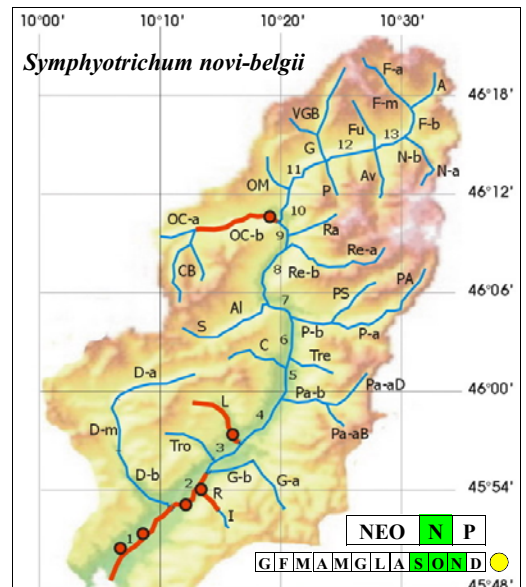 10°00' 10°10' 10°20' 10°30'
Symphyotrichum novi-belgii
F-a
A
46°18'
F-m
VGB
Fu
F-b
13
12
G
N-b
11
N-a
OM
Av
P
46°12'
OC-a
10
Ra
OC-b
9
Re-a
CB
8
Re-b
PA
PS
46°06'
7
Al
S
P-b
P-a
6
C
Tre
D-a
5
Pa-aD
46°00'
Pa-b
L
4
D-m
Pa-aB
Tro
3
D-b
G-b
G-a
2
45°54'
R
I
NEO N P
1
G F M A M G L A S O N D
45°48'